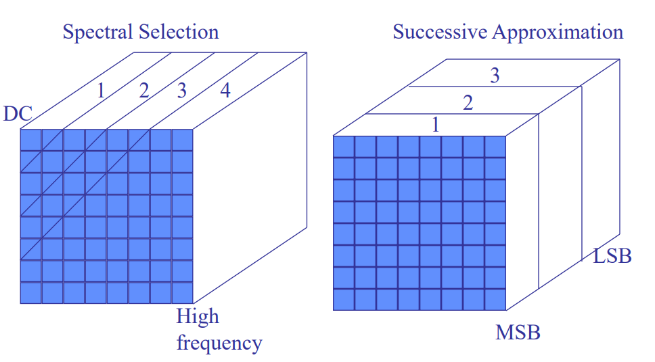 Spectral Selection
Successive Approximation
DC
1
2
3
4
3
2
1
High
frequency
LSB
MSB